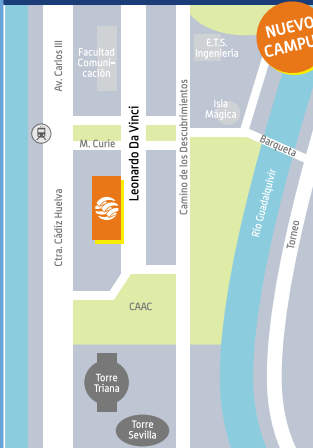 NUEVO
CAMPU
E.T.S.
Ingeniería
Facultad
Comuni-
cación
Av. Carlos III
Isla
Mágica
Leonardo Da Vinci
Camino de los Descubrimientos
M. Curie
Barqueta
Río Guadalquivir
Torneo
Ctra. Cádiz Huelva
CAAC
Torre
Triana
Torre
Sevilla